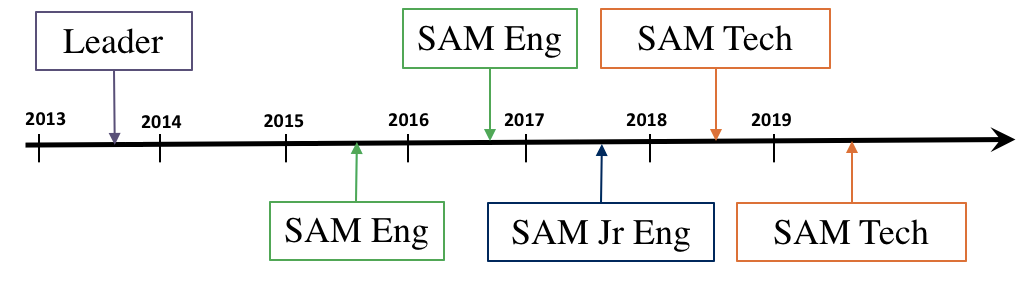 Leader
SAM Eng
SAM Tech
2013
2014
2015
2016
2017
2018
2019
SAM Eng
SAM Jr Eng
SAM Tech